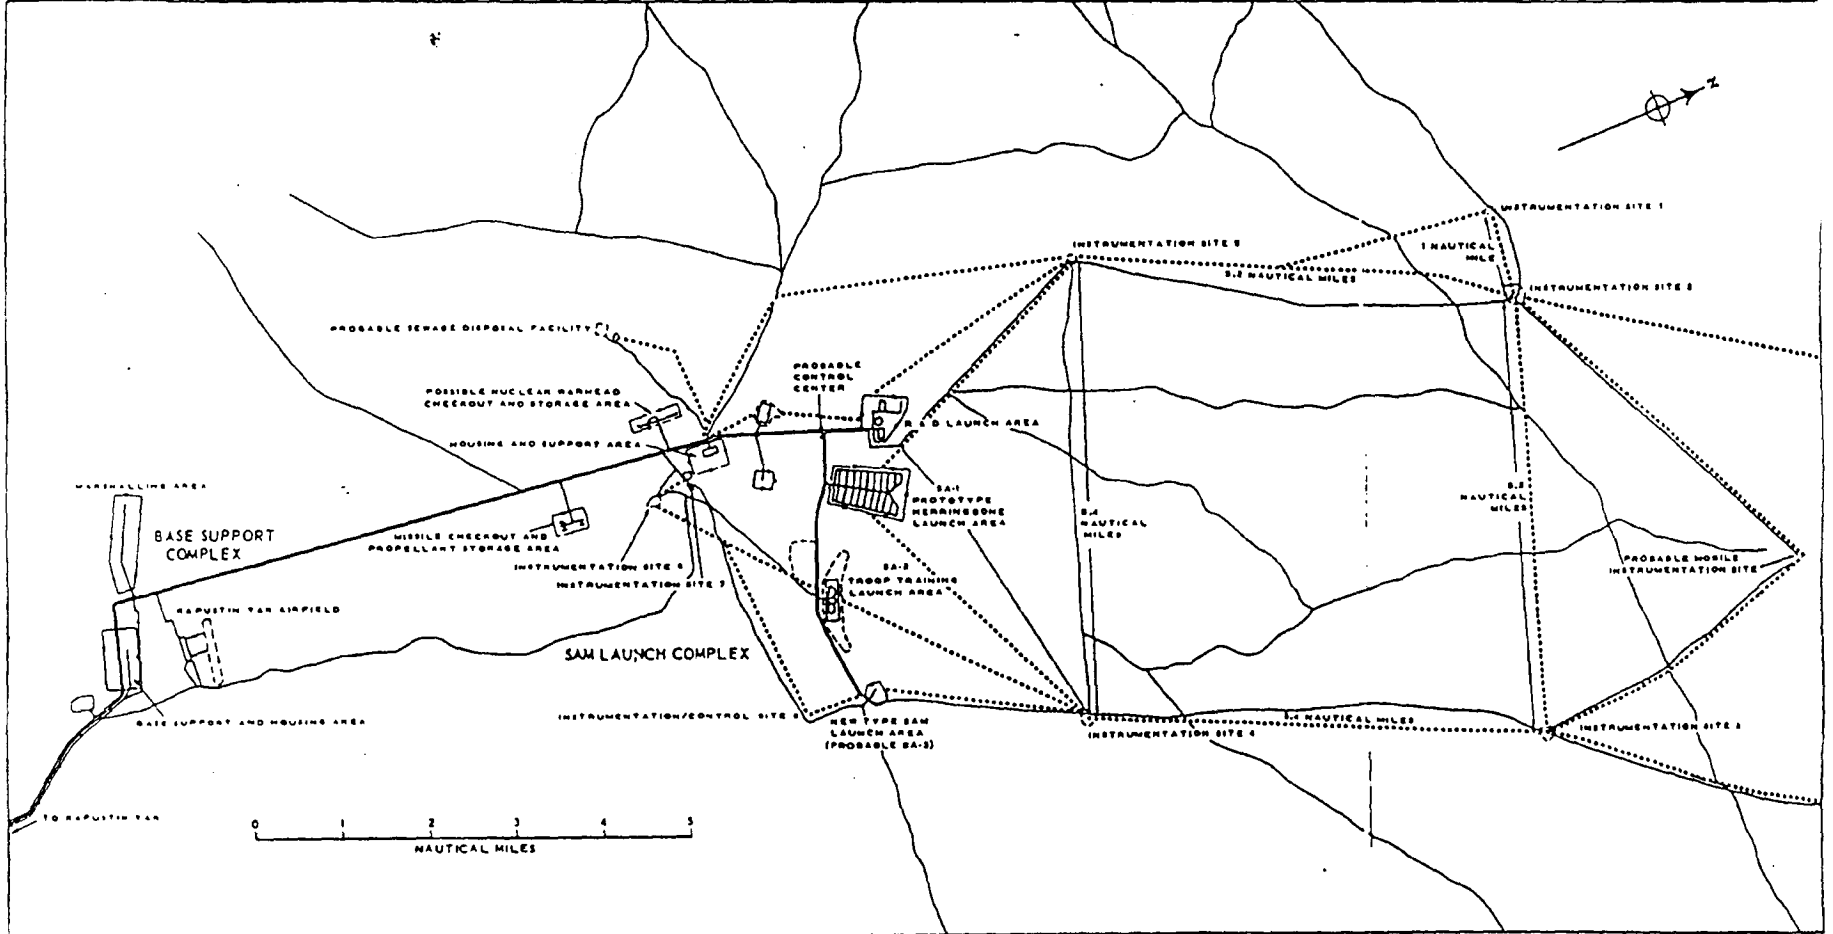 N
INSTRUMENTATION SITE 1
1 NAUTICAL
MILE
INSTRUMENTATION SITE 5
5.2 NAUTICAL MILES
INSTRUMENTATION SITE 2
PROBABLE SEWAGE DISPOSAL FACILITY
PROBABLE
CONTROL
CENTER
POSSIBLE NUCLEAR WARHEAD
CHECKOUT AND STORAGE AREA
R & D LAUNCH AREA
HOUSING AND SUPPORT AREA
MARSHALLING AREA
SA-1
PROTOTYPE
HERRINGBONE
LAUNCH AREA
NAUTICAL
MILES
NAUTICAL
MILES
BASE SUPPORT
COMPLEX
MISSILE CHECKOUT AND
PROPELLANT STORAGE AREA
INSTRUMENTATION SITE 6
INSTRUMENTATION SITE 7
SA-2
TROOP TRAINING
LAUNCH AREA
PROBABLE MOBILE
INSTRUMENTATION SITE
KAPUSTIN YAR AIRFIELD
SAM LAUNCH COMPLEX
BASE SUPPORT AND HOUSING AREA
INSTRUMENTATION/CONTROL SITE
NEW TYPE SAM
LAUNCH AREA
(PROBABLE SA-3)
INSTRUMENTATION SITE 4
5.1 NAUTICAL MILES
INSTRUMENTATION SITE 3
TO KAPUSTIN YAR
0 1 2 3 4 5
NAUTICAL MILES